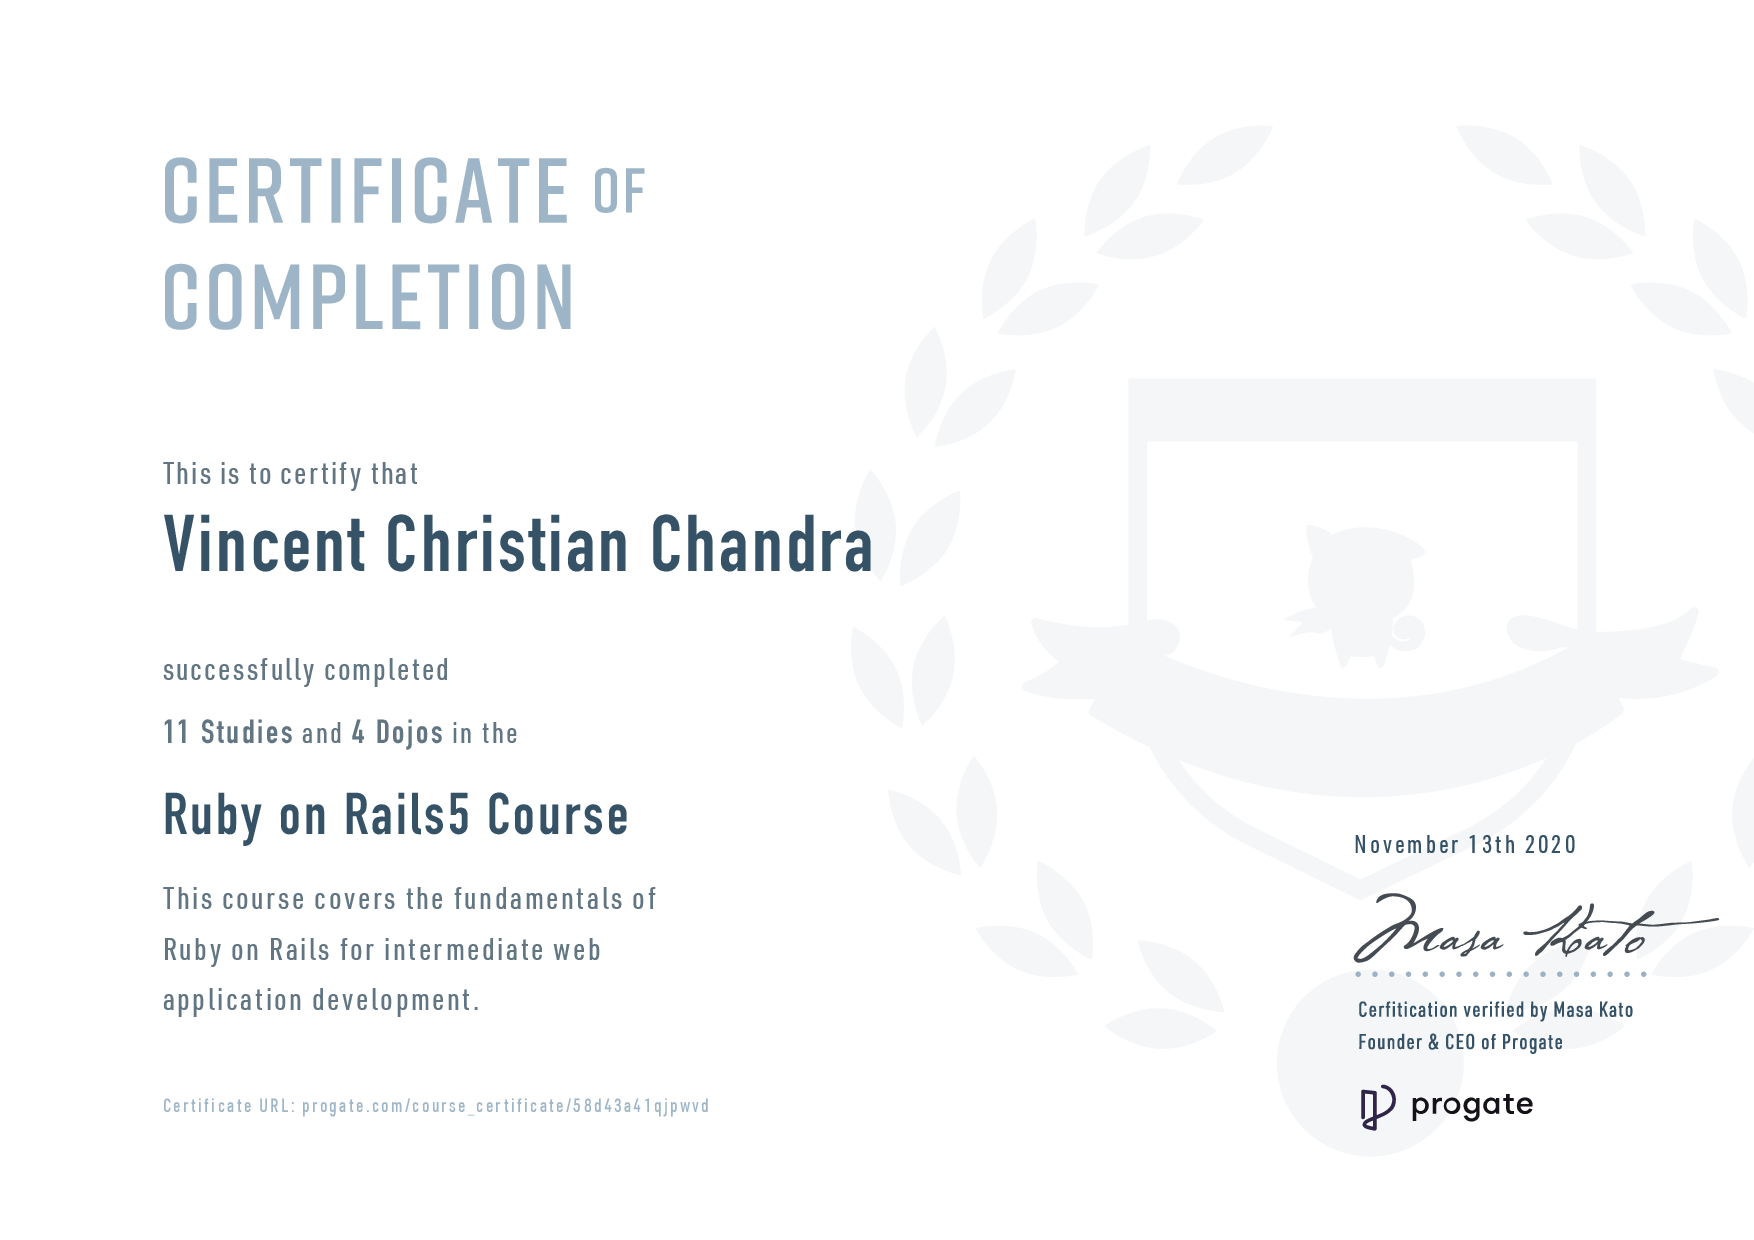 CERTIFICATE OF
COMPLETION
This is to certify that
Vincent Christian Chandra
successfully completed
11 Studies and 4 Dojos in the
Ruby on Rails5 Course
This course covers the fundamentals of
Ruby on Rails for intermediate web
application development.
Certificate URL: progate.com/course_certificate/58d43a41qjpwvd
November 13th 2020
Masa Kato
Cerfitication verified by Masa Kato
Founder & CEO of Progate
progate